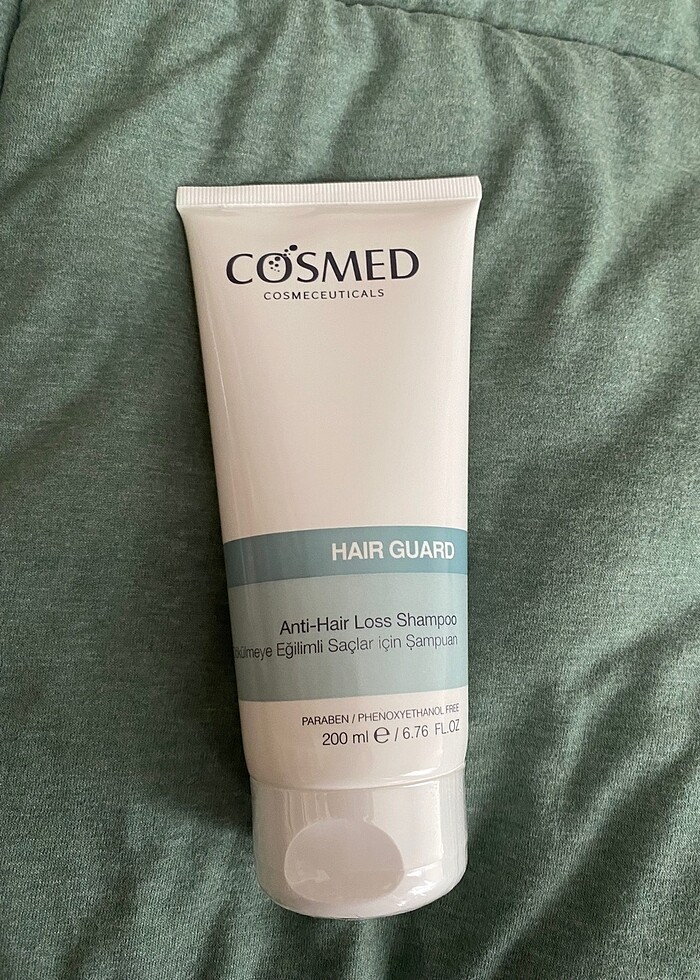 COSMED
COSMECEUTICALS
HAIR GUARD
Anti-Hair Loss Shampoo
Eğilimli Saçlar için Şampuan
PARABEN / PHENOXYETHANOL FREE
200 ml ℮ / 6.76 FL.OZ